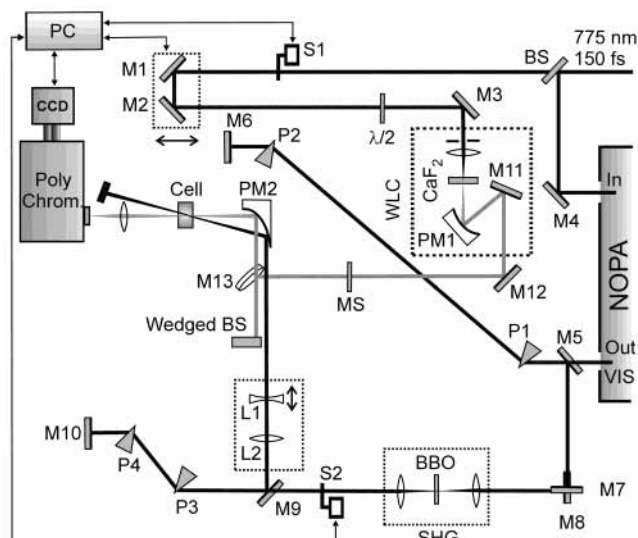 PC
S1
775 nm
150 fs
BS
M1
M2
M3
λ/2
CCD
M6
P2
CaF2
M11
WLC
PM1
In
M4
NOPA
Poly
Chrom.
Cell
PM2
M13
MS
M12
Wedged BS
P1
M5
Out
VIS
L1
L2
M10
P4
P3
M9
S2
BBO
SHG
M7
M8